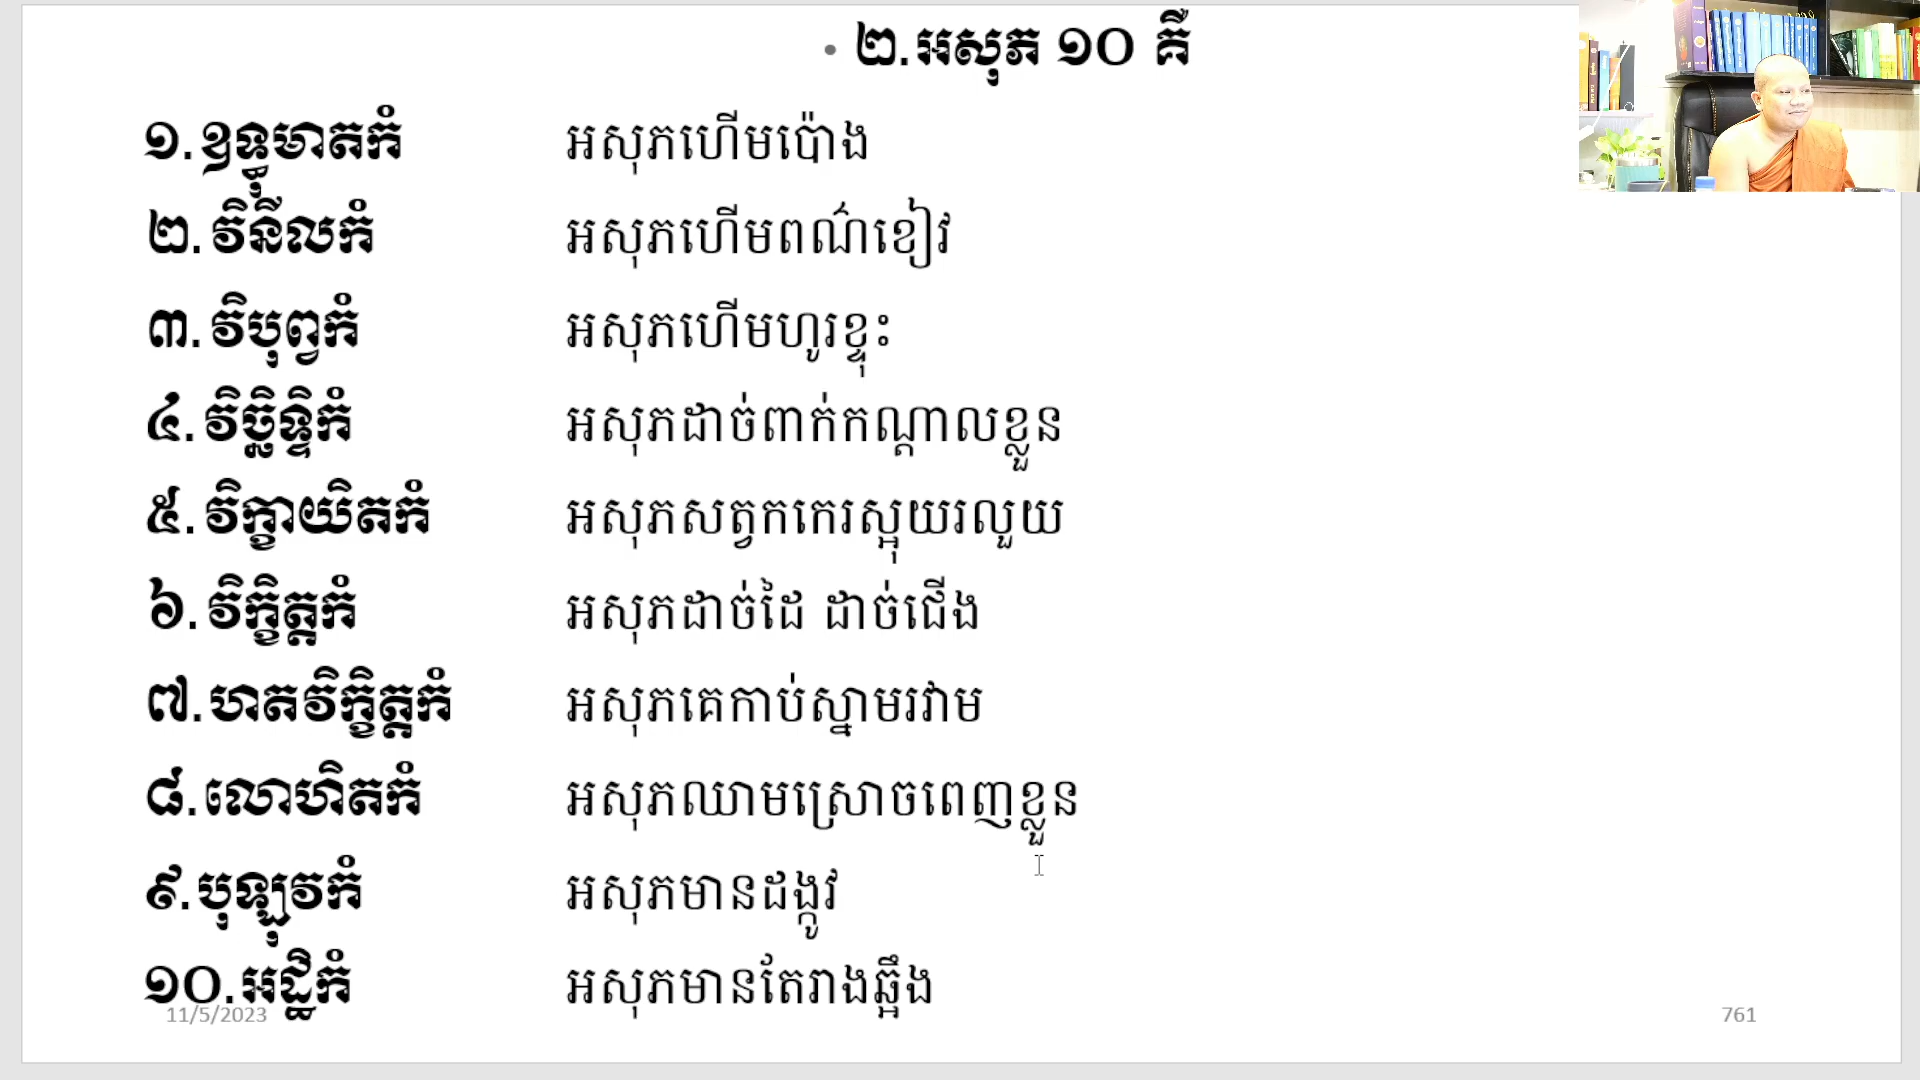 • ២.អសុភ ១០ គឺ
១.ឧទ្ធុមាតកំ អសុភហើមប៉ោង
២.វិនីលកំ អសុភហើមពណ៌ខៀវ
៣.វិបុព្វកំ អសុភហើមហូរខ្ទុះ
៤.វិច្ឆិទ្ទិកំ អសុភដាច់ពាក់កណ្តាលខ្លួន
៥.វិក្ខាយិតកំ អសុភសត្វកកេរស្អុយរលួយ
៦.វិក្ខិត្តកំ អសុភដាច់ដៃ ដាច់ជើង
៧.ហតវិក្ខិត្តកំ អសុភគេកាប់ស្នាមរវាម
៨.លោហិតកំ អសុភឈាមស្រោចពេញខ្លួន
៩.បុឡុវកំ អសុភមានដង្កូវ
១០.អដ្ឋិកំ អសុភមានតែរាងឆ្អឹង
11/5/2023 761